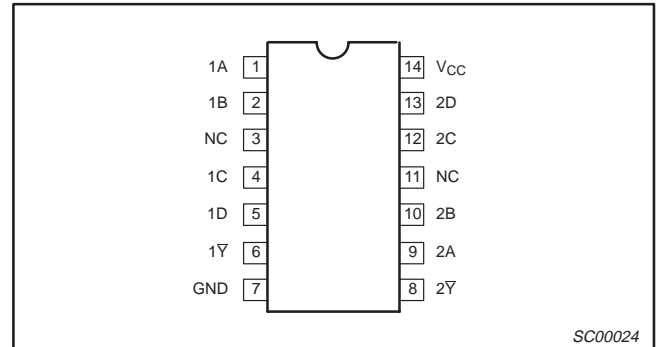 1A 1 14 VCC
1B 2 13 2D
NC 3 12 2C
1C 4 11 NC
1D 5 10 2B
1Y̅ 6 9 2A
GND 7 8 2Y̅
SC00024